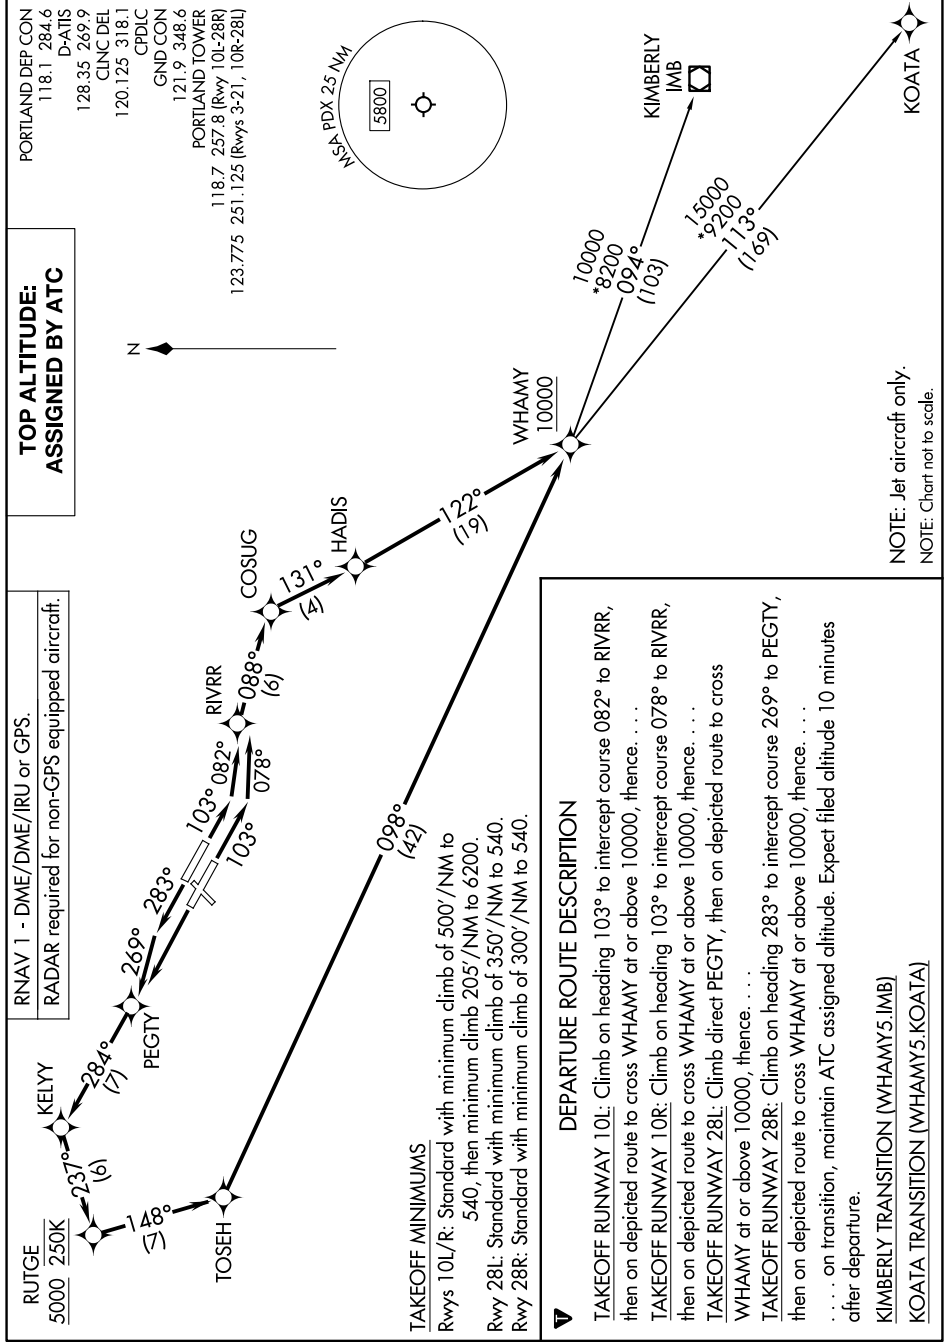 RNAV 1 - DME/DME/IRU or GPS.
RADAR required for non-GPS equipped aircraft.
TOP ALTITUDE:
ASSIGNED BY ATC
PORTLAND DEP CON
118.1 284.6
D-ATIS
128.35 269.9
CLNC DEL
120.125 318.1
CPDLC
GND CON
121.9 348.6
PORTLAND TOWER
118.7 257.8 (Rwy 10L-28R)
123.775 251.125 (Rwys 3-21, 10R-28L)
N
MSA PDX 25 NM
5800
RUTGE
5000 250K
KELYY
237°
(6)
284°
(7)
PEGTY
269°
283°
103°
082°
103°
078°
RIVRR
088°
(6)
COSUG
131°
(4)
HADIS
122°
(19)
WHAMY
10000
148°
(7)
TOSEH
098°
(42)
10000
*8200
094°
(103)
KIMBERLY
IMB
15000
*9200
113°
(169)
KOATA
TAKEOFF MINIMUMS
Rwys 10L/R: Standard with minimum climb of 500'/NM to
540, then minimum climb 205'/NM to 6200.
Rwy 28L: Standard with minimum climb of 350'/NM to 540.
Rwy 28R: Standard with minimum climb of 300'/NM to 540.
NOTE: Jet aircraft only.
NOTE: Chart not to scale.
T
DEPARTURE ROUTE DESCRIPTION
TAKEOFF RUNWAY 10L: Climb on heading 103° to intercept course 082° to RIVRR,
then on depicted route to cross WHAMY at or above 10000, thence. . . .
TAKEOFF RUNWAY 10R: Climb on heading 103° to intercept course 078° to RIVRR,
then on depicted route to cross WHAMY at or above 10000, thence. . . .
TAKEOFF RUNWAY 28L: Climb direct PEGTY, then on depicted route to cross
WHAMY at or above 10000, thence. . . .
TAKEOFF RUNWAY 28R: Climb on heading 283° to intercept course 269° to PEGTY,
then on depicted route to cross WHAMY at or above 10000, thence. . . .
. . . . on transition, maintain ATC assigned altitude. Expect filed altitude 10 minutes
after departure.
KIMBERLY TRANSITION (WHAMY5.IMB)
KOATA TRANSITION (WHAMY5.KOATA)